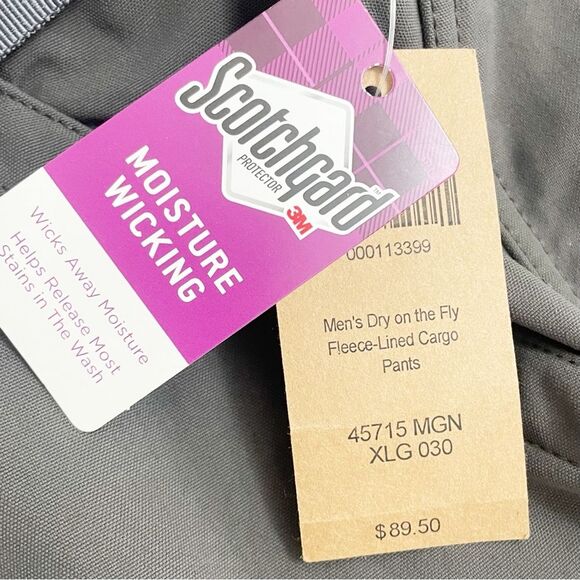 Scotchgard™
PROTECTOR
3M
MOISTURE
WICKING
Wicks Away Moisture
Helps Release Most
Stains in The Wash
000113399
Men's Dry on the Fly
Fleece-Lined Cargo
Pants
45715 MGN
XLG 030
$89.50